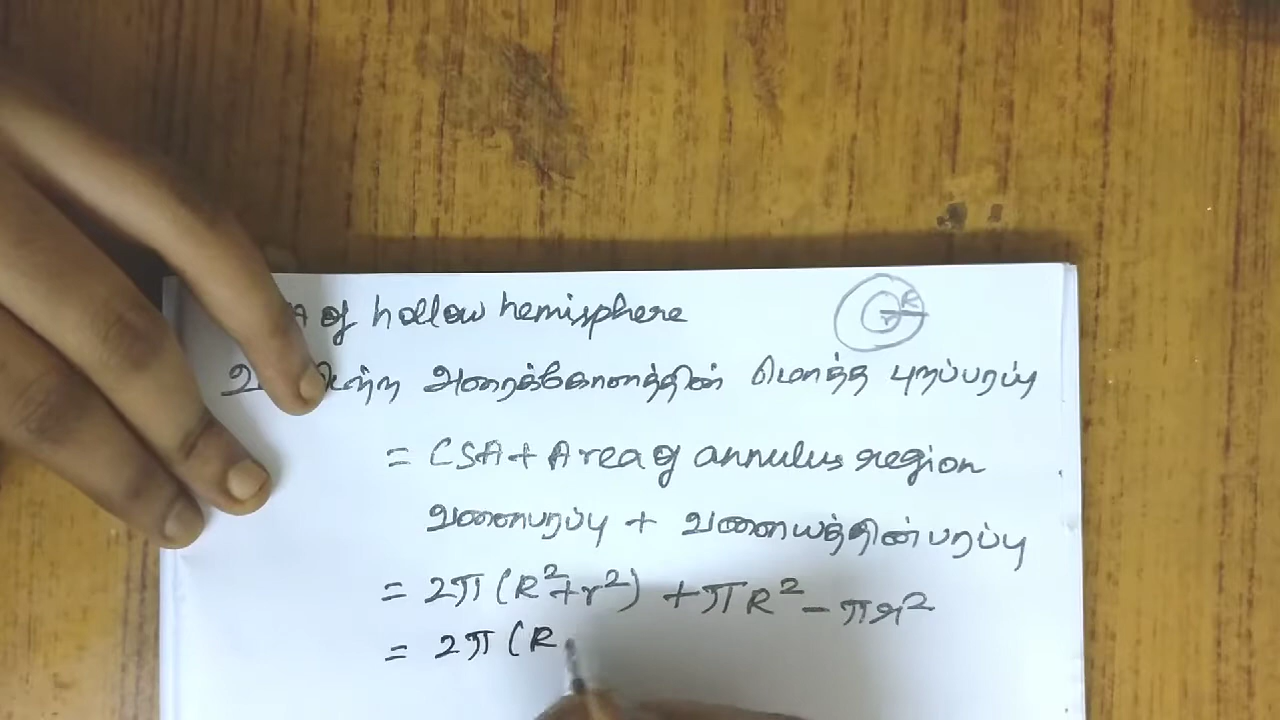 A of hollow hemisphere
R
r
அரைக்கோளத்தின் மொத்த புறப்பரப்பு
= CSA + Area of annulus region
வளைபரப்பு + வளையத்தின் பரப்பு
= 2π (R²+r²) + πR² - πr²
= 2π (R